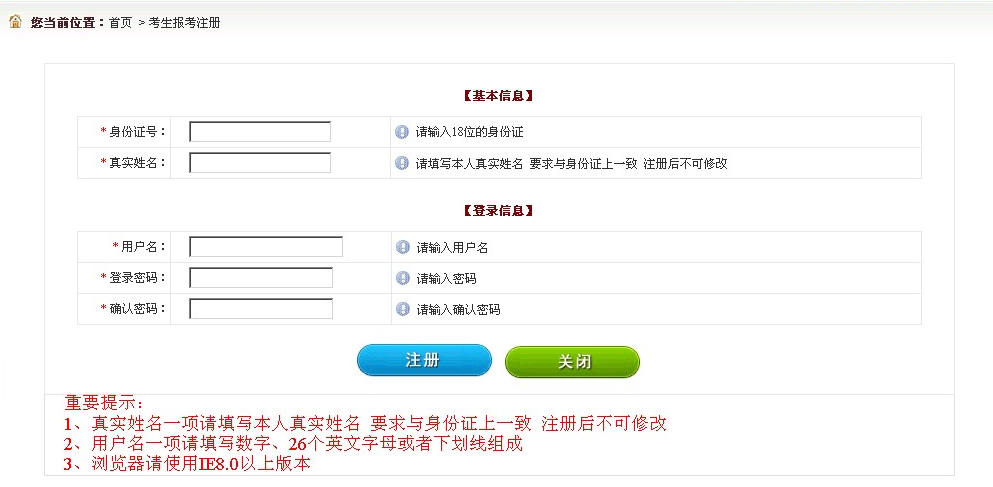 您当前位置：首页 > 考生报考注册
【基本信息】
*身份证号： 请输入18位的身份证
*真实姓名： 请填写本人真实姓名 要求与身份证上一致 注册后不可修改
【登录信息】
*用户名： 请输入用户名
*登录密码： 请输入密码
*确认密码： 请输入确认密码
注册 关闭
重要提示：
1、真实姓名一项请填写本人真实姓名 要求与身份证上一致 注册后不可修改
2、用户名一项请填写数字、26个英文字母或者下划线组成
3、浏览器请使用IE8.0以上版本